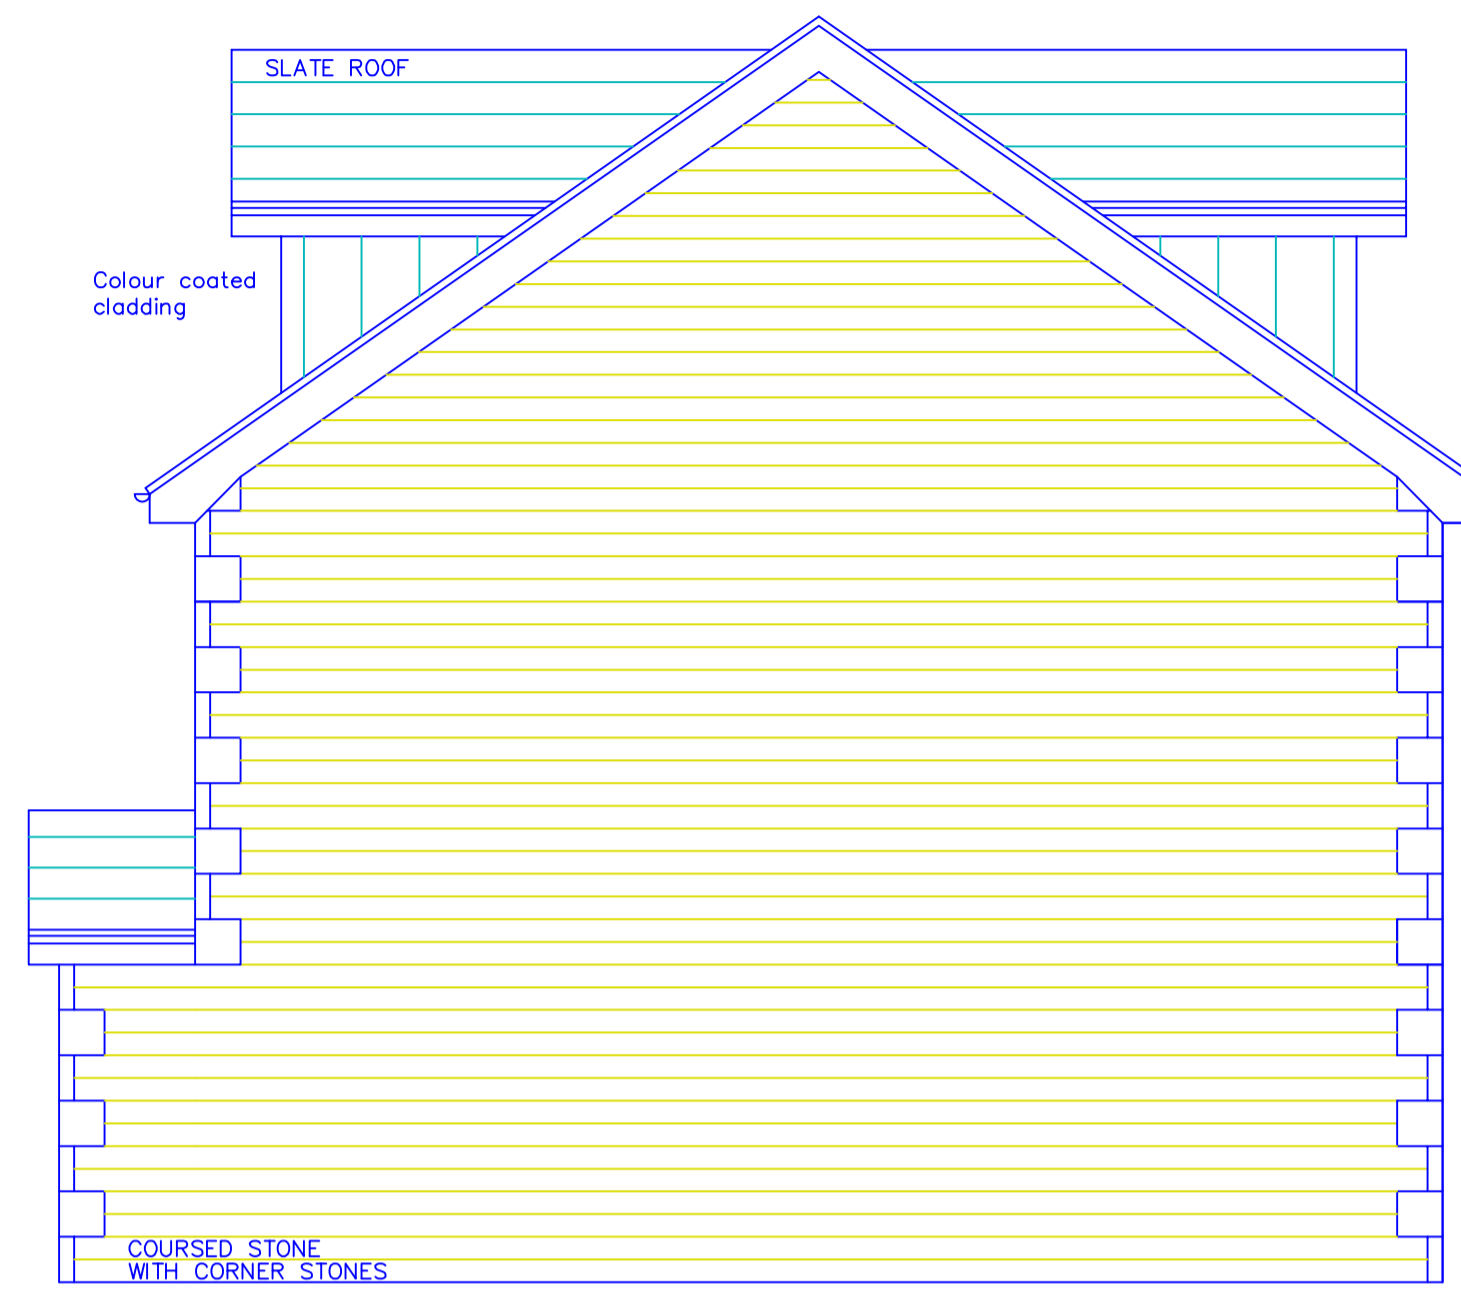 SLATE ROOF
Colour coated
cladding
COURSED STONE
WITH CORNER STONES